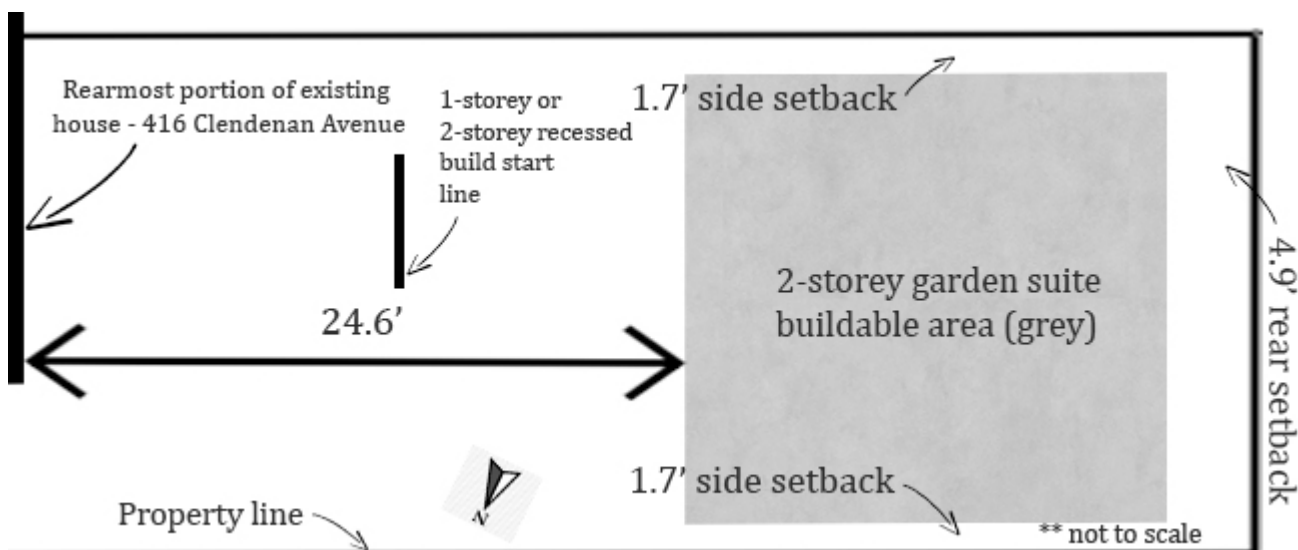 Rearmost portion of existing
house - 416 Clendenan Avenue
1-storey or
2-storey recessed
build start
line
1.7' side setback
24.6’
2-storey garden suite
buildable area (grey)
4.9' rear setback
1.7' side setback
N
Property line
** not to scale